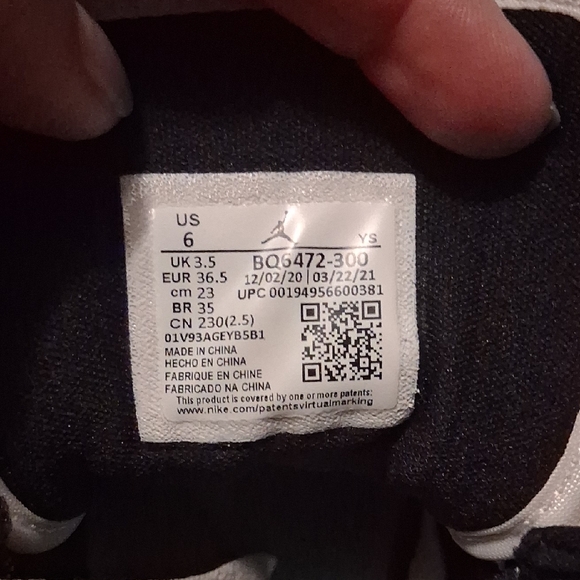 US
6
YS
UK 3.5
EUR 36.5
cm 23
BR 35
CN 230(2.5)
BQ6472-300
12/02/20 | 03/22/21
UPC 00194956600381
01V93AGEYB5B1
MADE IN CHINA
HECHO EN CHINA
FABRIQUE EN CHINE
FABRICADO NA CHINA
This product is covered by one or more patents:
www.nike.com/patentsvirtualmarking